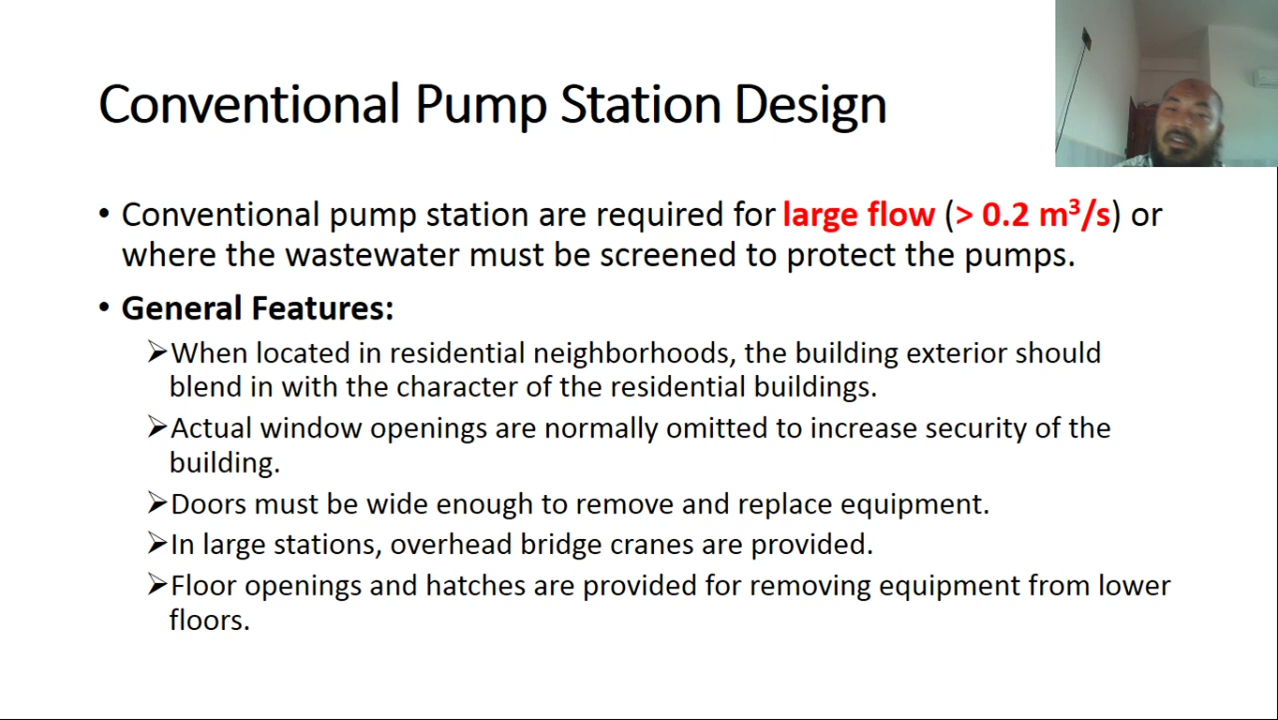 Conventional Pump Station Design
• Conventional pump station are required for large flow (> 0.2 m³/s) or
where the wastewater must be screened to protect the pumps.
• General Features:
➢When located in residential neighborhoods, the building exterior should
blend in with the character of the residential buildings.
➢Actual window openings are normally omitted to increase security of the
building.
➢Doors must be wide enough to remove and replace equipment.
➢In large stations, overhead bridge cranes are provided.
➢Floor openings and hatches are provided for removing equipment from lower
floors.